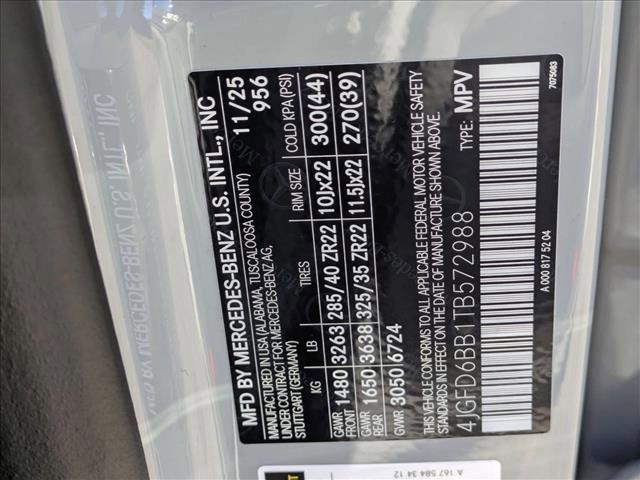 MFD BY MERCEDES-BENZ U.S. INTL., INC
MANUFACTURED IN USA (ALABAMA, TUSCALOOSA COUNTY)
UNDER CONTRACT FOR MERCEDES-BENZ AG,
STUTTGART (GERMANY)
11/25
956
KG LB TIRES RIM SIZE COLD KPA (PSI)
GAWR FRONT 1480 3263 285/40 ZR22 10Jx22 300(44)
GAWR REAR 1650 3638 325/35 ZR22 11.5Jx22 270(39)
GVWR 3050 6724
THIS VEHICLE CONFORMS TO ALL APPLICABLE FEDERAL MOTOR VEHICLE SAFETY
STANDARDS IN EFFECT ON THE DATE OF MANUFACTURE SHOWN ABOVE.
4JGFD6BB1TB572988 TYPE: MPV
A 000 817 52 04
7075083
A 167 584 34 12